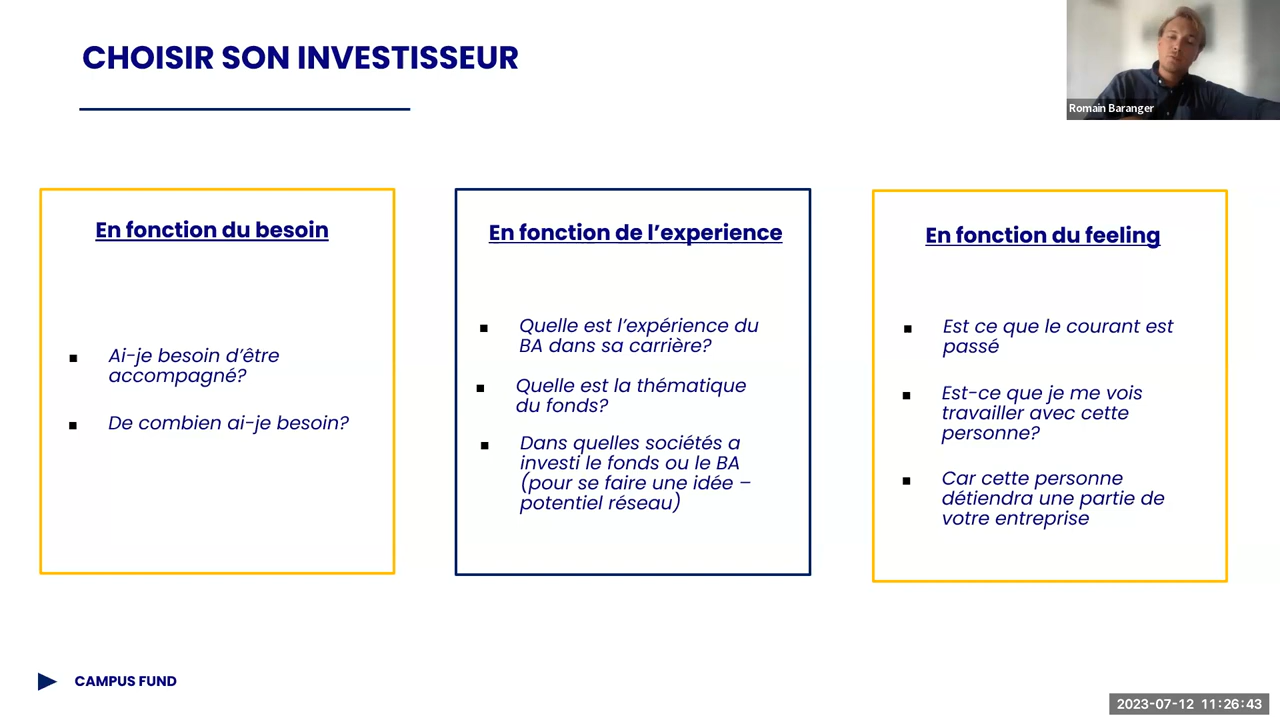 CHOISIR SON INVESTISSEUR
Romain Baranger
En fonction du besoin
Ai-je besoin d’être
accompagné?
De combien ai-je besoin?
En fonction de l’experience
Quelle est l’expérience du
BA dans sa carrière?
Quelle est la thématique
du fonds?
Dans quelles sociétés a
investi le fonds ou le BA
(pour se faire une idée –
potentiel réseau)
En fonction du feeling
Est ce que le courant est
passé
Est-ce que je me vois
travailler avec cette
personne?
Car cette personne
détiendra une partie de
votre entreprise
CAMPUS FUND
2023-07-12 11:26:43